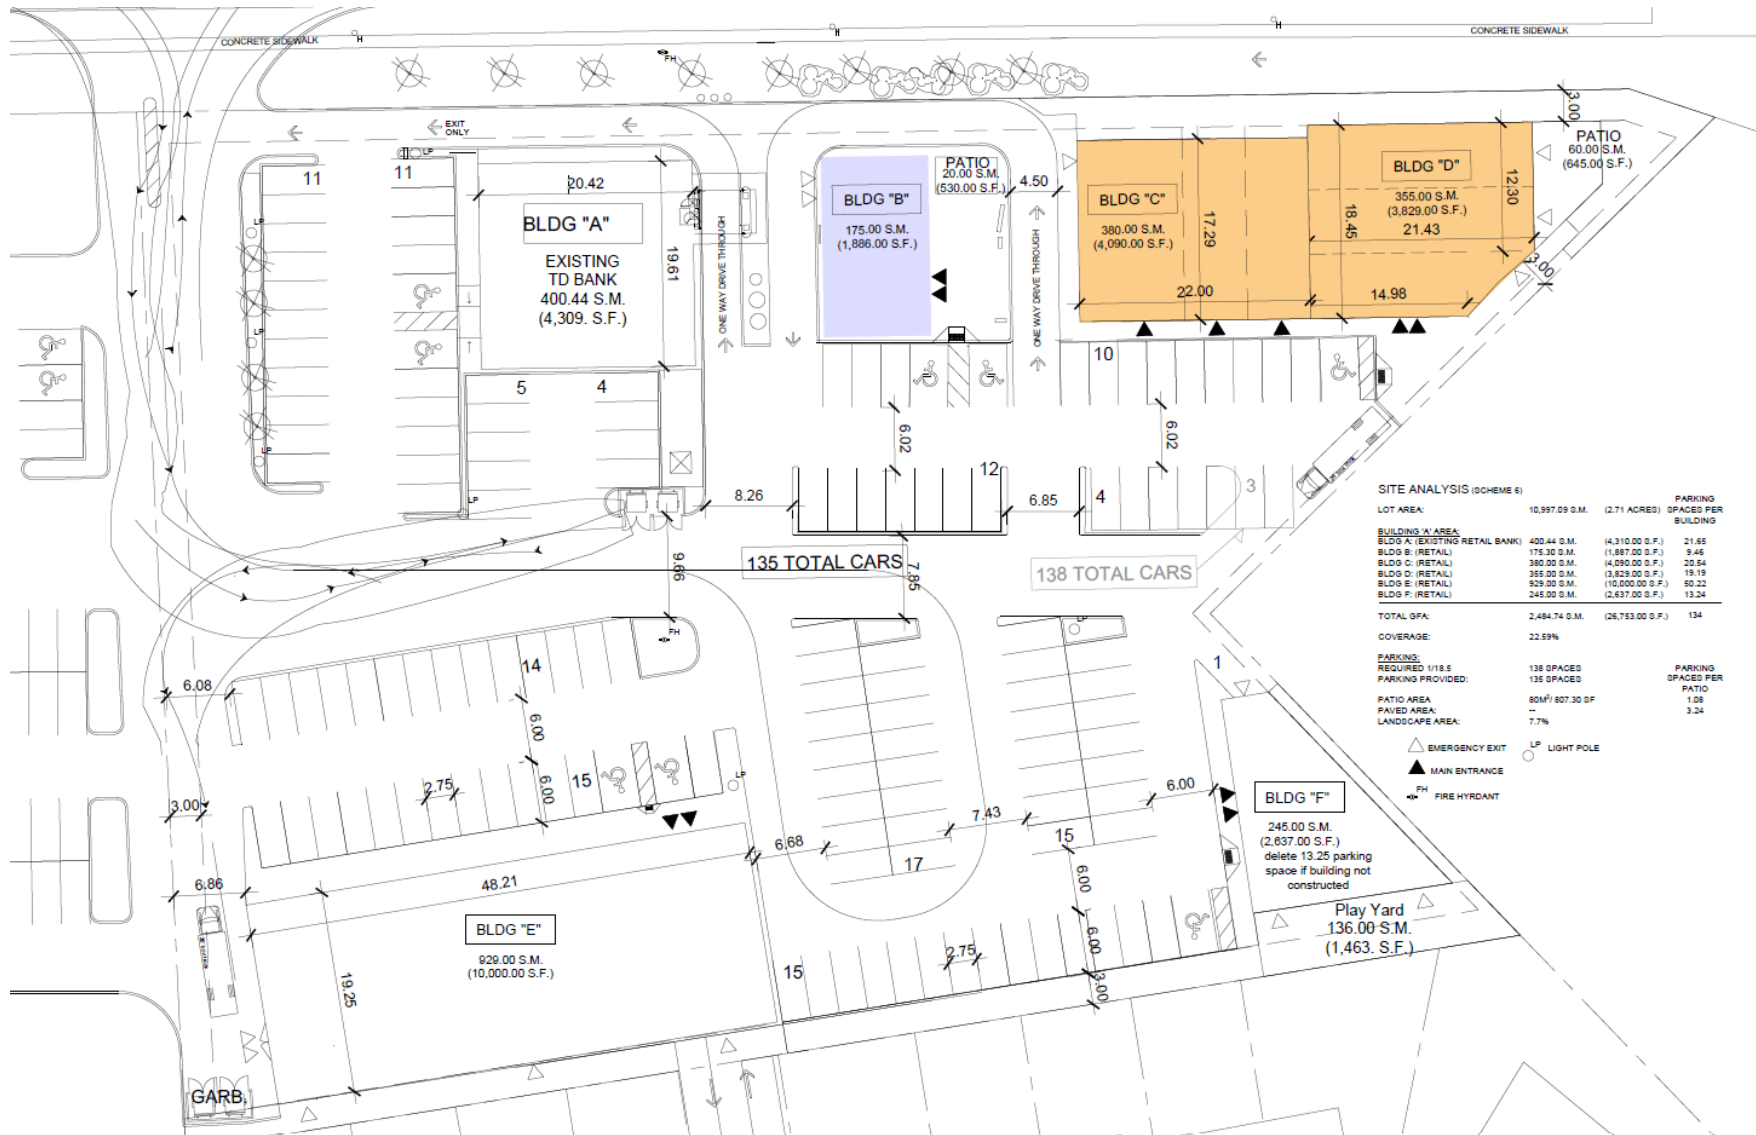 CONCRETE SIDEWALK
H
H
H
CONCRETE SIDEWALK
FH
EXIT
ONLY
LP
11
11
20.42
BLDG "A"
EXISTING
TD BANK
400.44 S.M.
(4,309. S.F.)
19.61
5
4
LP
LP
LP
LP
ONE WAY DRIVE THROUGH
BLDG "B"
175.00 S.M.
(1,886.00 S.F.)
PATIO
20.00 S.M.
(530.00 S.F.)
4.50
ONE WAY DRIVE THROUGH
BLDG "C"
380.00 S.M.
(4,090.00 S.F.)
17.29
22.00
BLDG "D"
355.00 S.M.
(3,829.00 S.F.)
21.43
18.45
12.30
14.98
3.00
PATIO
60.00 S.M.
(645.00 S.F.)
3.00
10
6.02
6.02
12
8.26
6.85
4
3
9.66
135 TOTAL CARS
7.85
138 TOTAL CARS
SITE ANALYSIS (SCHEME 6)
PARKING
LOT AREA: 10,997.09 S.M. (2.71 ACRES) SPACES PER
BUILDING
BUILDING 'A' AREA:
BLDG A: (EXISTING RETAIL BANK) 400.44 S.M. (4,310.00 S.F.) 21.65
BLDG B: (RETAIL) 175.30 S.M. (1,887.00 S.F.) 9.46
BLDG C: (RETAIL) 380.00 S.M. (4,090.00 S.F.) 20.54
BLDG D: (RETAIL) 355.00 S.M. (3,829.00 S.F.) 19.19
BLDG E: (RETAIL) 929.00 S.M. (10,000.00 S.F.) 50.22
BLDG F: (RETAIL) 245.00 S.M. (2,637.00 S.F.) 13.24
TOTAL GFA: 2,484.74 S.M. (26,753.00 S.F.) 134
COVERAGE: 22.59%
PARKING:
REQUIRED 1/18.5 138 SPACES PARKING
PARKING PROVIDED: 135 SPACES SPACES PER
PATIO
PATIO AREA 80M²/ 807.30 SF 1.08
PAVED AREA: -- 3.24
LANDSCAPE AREA: 7.7%
EMERGENCY EXIT
LP LIGHT POLE
MAIN ENTRANCE
FH
FIRE HYRDANT
FH
LP
1
14
6.08
6.00
15
2.75
6.00
LP
3.00
6.86
48.21
6.68
7.43
6.00
17
15
6.00
BLDG "F"
245.00 S.M.
(2,637.00 S.F.)
delete 13.25 parking
space if building not
constructed
Play Yard
136.00 S.M.
(1,463. S.F.)
BLDG "E"
929.00 S.M.
(10,000.00 S.F.)
19.25
15
2.75
6.00
3.00
GARB.